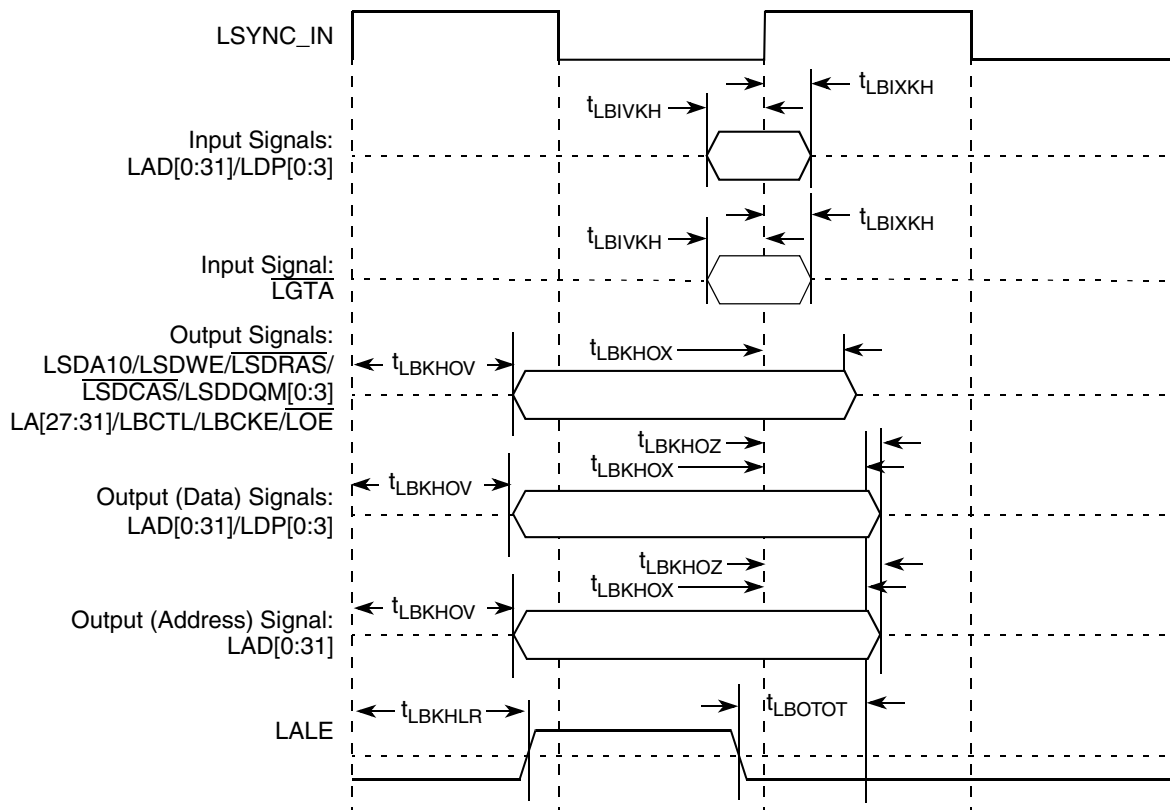 LSYNC_IN
tLBIXKH
tLBIVKH
Input Signals:
LAD[0:31]/LDP[0:3]
tLBIXKH
tLBIVKH
Input Signal:
LGTA
Output Signals:
LSDA10/LSDWE/LSDRAS/
LSDCAS/LSDDQM[0:3]
LA[27:31]/LBCTL/LBCKE/LOE
tLBKHOV
tLBKHOX
tLBKHOZ
tLBKHOX
tLBKHOV
Output (Data) Signals:
LAD[0:31]/LDP[0:3]
tLBKHOZ
tLBKHOX
tLBKHOV
Output (Address) Signal:
LAD[0:31]
tLBKHLR
tLBOTOT
LALE